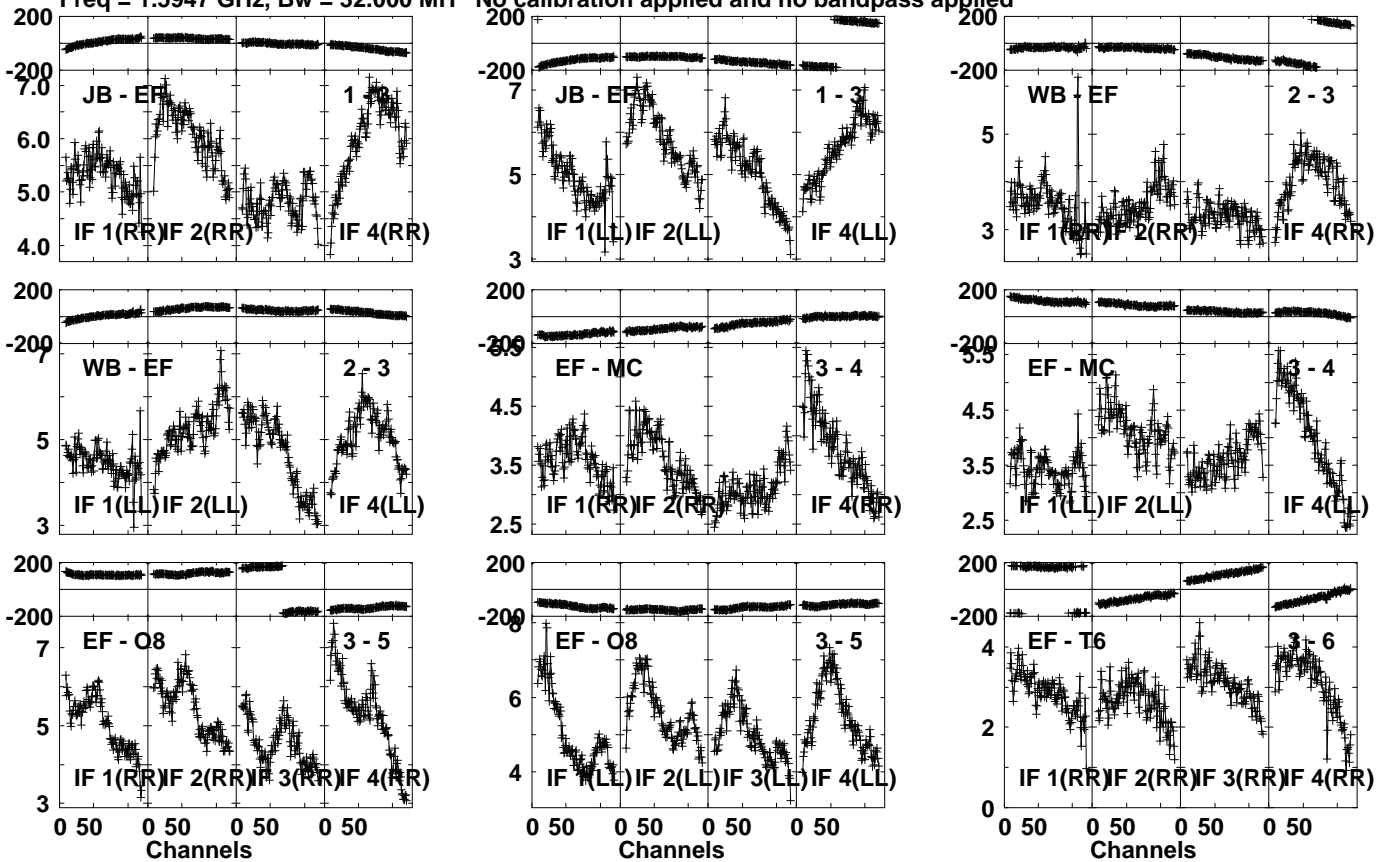 Freq = 1.5947 GHz, Bw = 32.000 MH No calibration applied and no bandpass applied
200 200 200
-200 -200 -200
7.0 JB - EF 1 - 3 7 JB - EF 1 - 3 WB - EF 2 - 3
6.0 5 5
5.0
4.0 IF 1(RR) IF 2(RR) IF 4(RR) 3 IF 1(LL) IF 2(LL) IF 4(LL) 3 IF 1(RR) IF 2(RR) IF 4(RR)
200 200 200
-200 -200 -200
7 WB - EF 2 - 3 5.5 EF - MC 3 - 4 5.5 EF - MC 3 - 4
5 4.5 4.5
3.5 3.5
3 IF 1(LL) IF 2(LL) IF 4(LL) 2.5 IF 1(RR) IF 2(RR) IF 4(RR) 2.5 IF 1(LL) IF 2(LL) IF 4(LL)
200 200 200
-200 -200 -200
7 EF - O8 3 - 5 8 EF - O8 3 - 5 4 EF - T6 3 - 6
5 6 2
3 IF 1(RR) IF 2(RR) IF 3(RR) IF 4(RR) 4 IF 1(LL) IF 2(LL) IF 3(LL) IF 4(LL) 0 IF 1(RR) IF 2(RR) IF 3(RR) IF 4(RR)
0 50 0 50 0 50 0 50 0 50 0 50 0 50 0 50 0 50 0 50 0 50 0 50
Channels Channels Channels